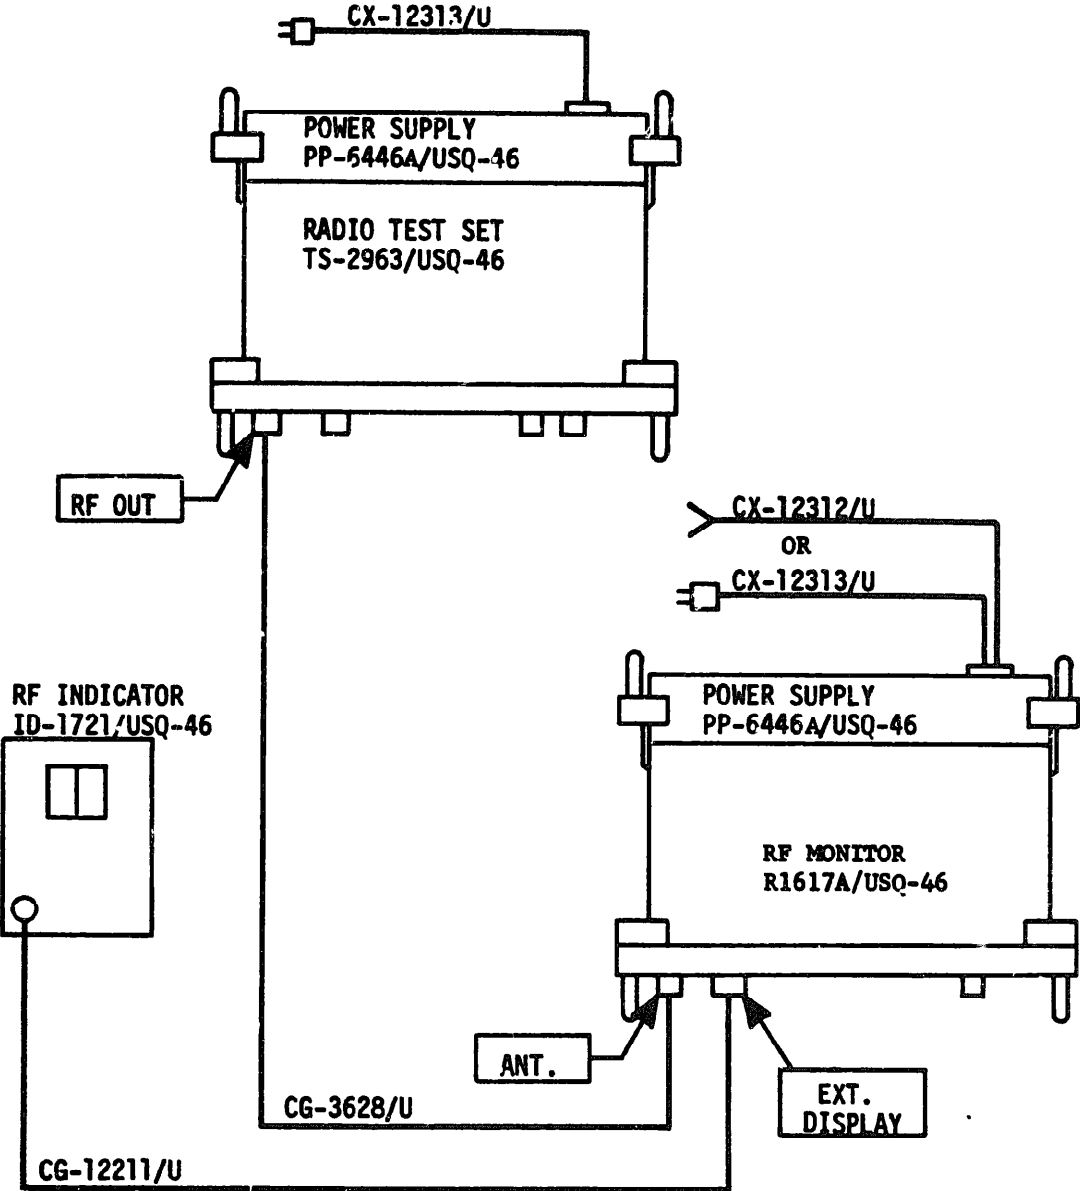 CX-12313/U
POWER SUPPLY
PP-6446A/USQ-46
RADIO TEST SET
TS-2963/USQ-46
RF OUT
CX-12312/U
OR
CX-12313/U
RF INDICATOR
ID-1721/USQ-46
POWER SUPPLY
PP-6446A/USQ-46
RF MONITOR
R1617A/USQ-46
ANT.
EXT.
DISPLAY
CG-3628/U
CG-12211/U